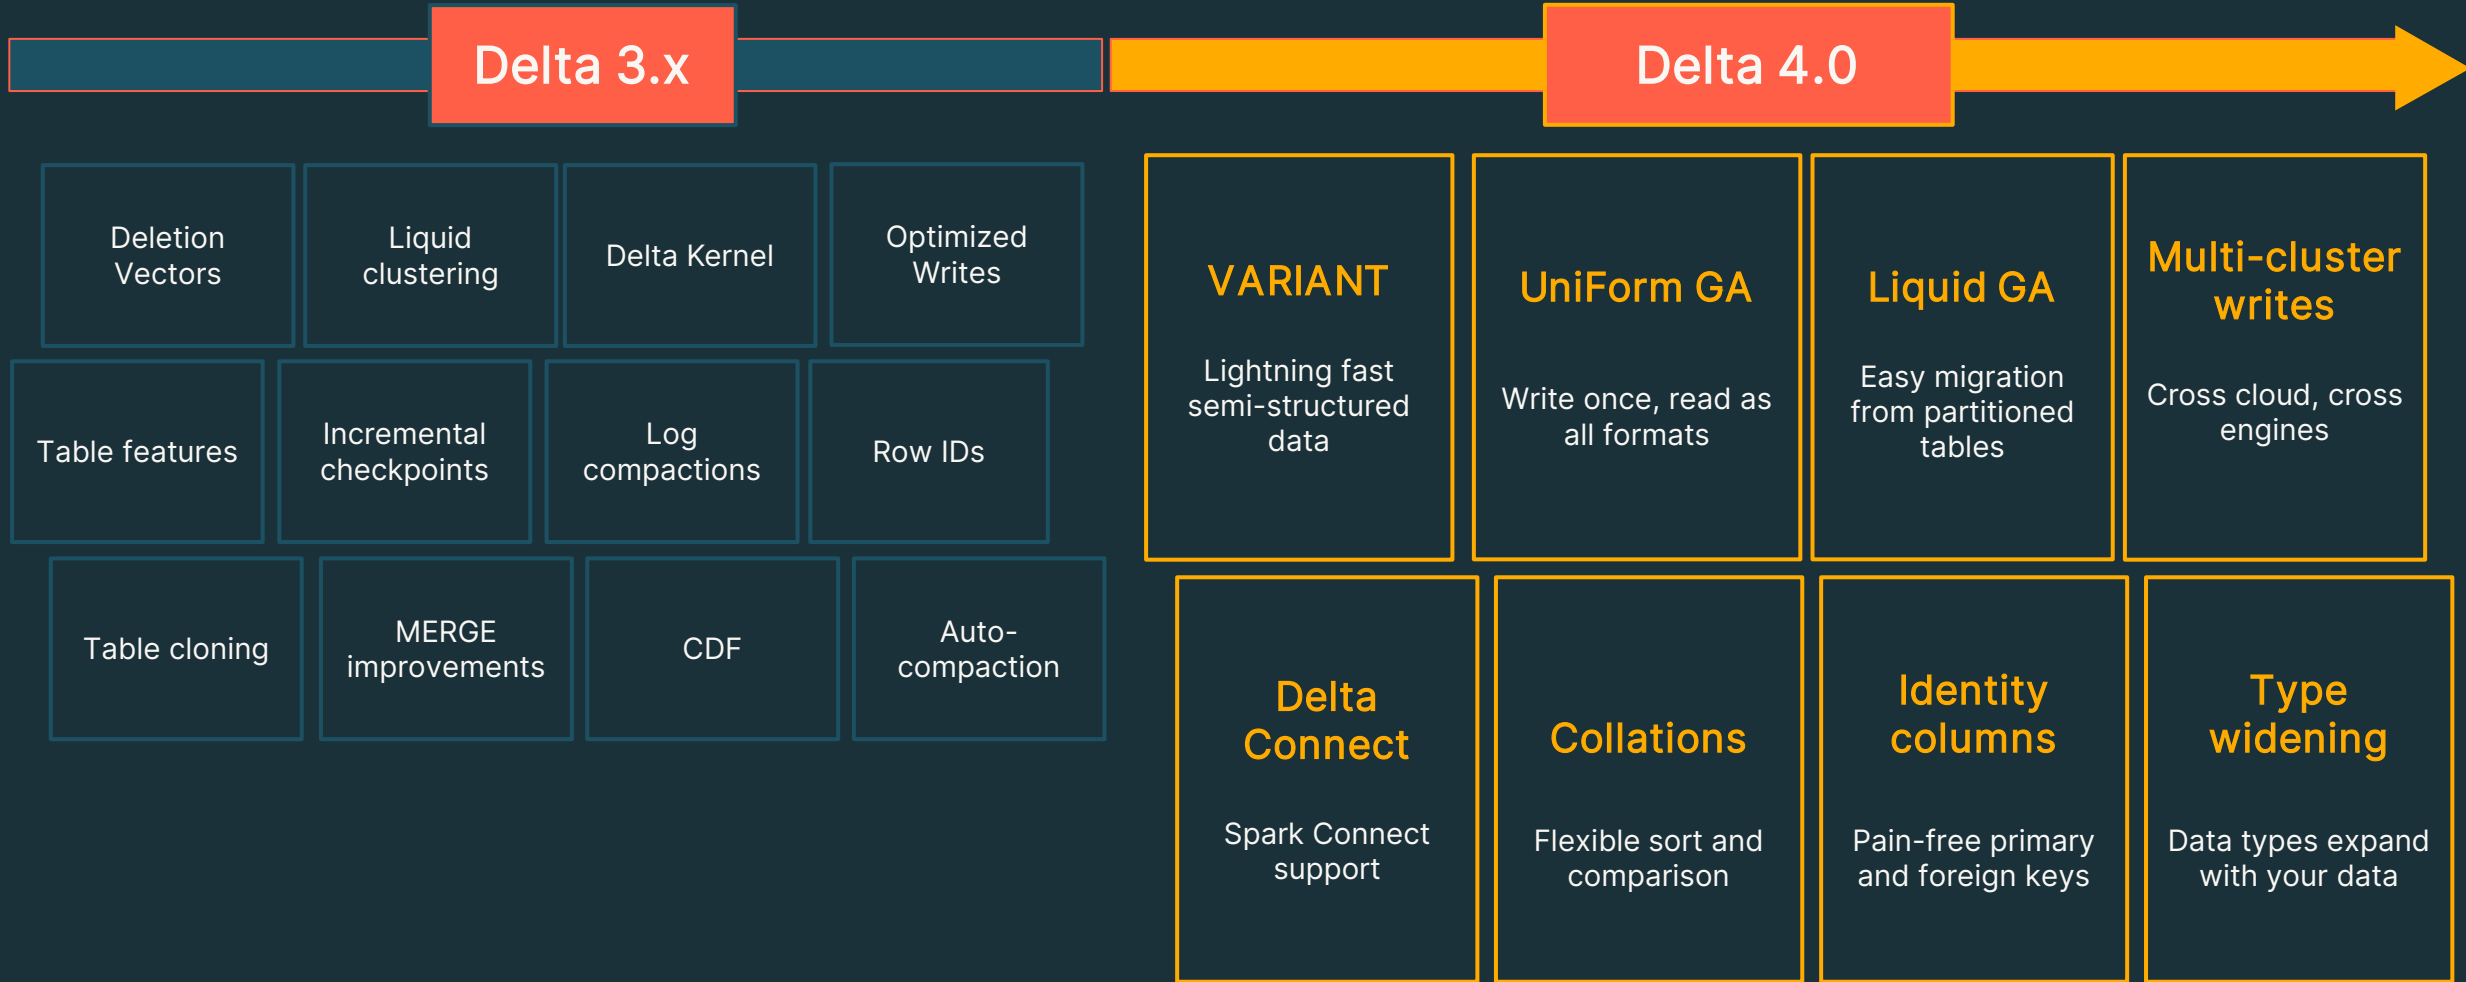 Delta 3.x
Delta 4.0
Deletion
Vectors
Liquid
clustering
Delta Kernel
Optimized
Writes
Table features
Incremental
checkpoints
Log
compactions
Row IDs
Table cloning
MERGE
improvements
CDF
Auto-
compaction
VARIANT
Lightning fast
semi-structured
data
UniForm GA
Write once, read as
all formats
Liquid GA
Easy migration
from partitioned
tables
Multi-cluster
writes
Cross cloud, cross
engines
Delta
Connect
Spark Connect
support
Collations
Flexible sort and
comparison
Identity
columns
Pain-free primary
and foreign keys
Type
widening
Data types expand
with your data